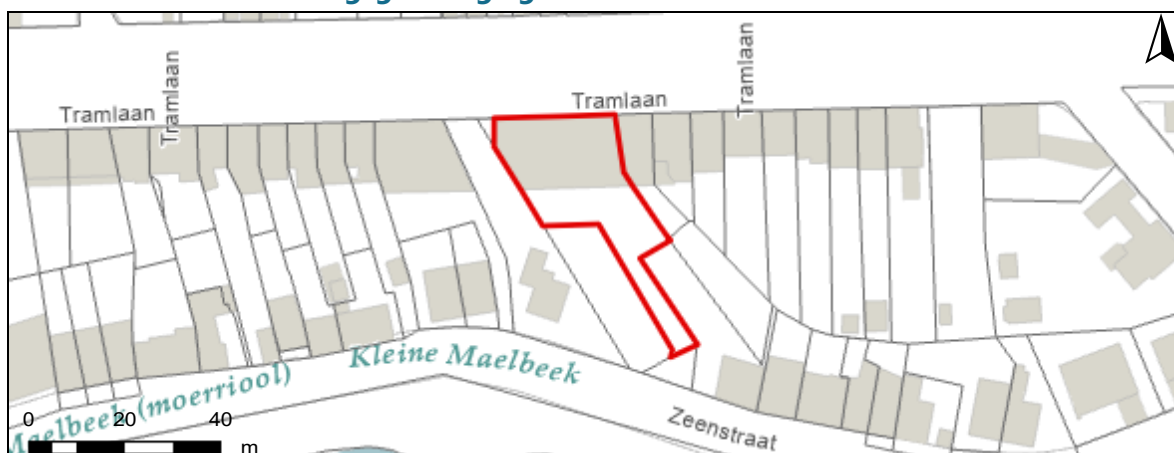 Tramlaan
Tramlaan
Tramlaan
Tramlaan
Kleine Maelbeek
Maelbeek (moerriool)
Zeenstraat
0 20 40
m